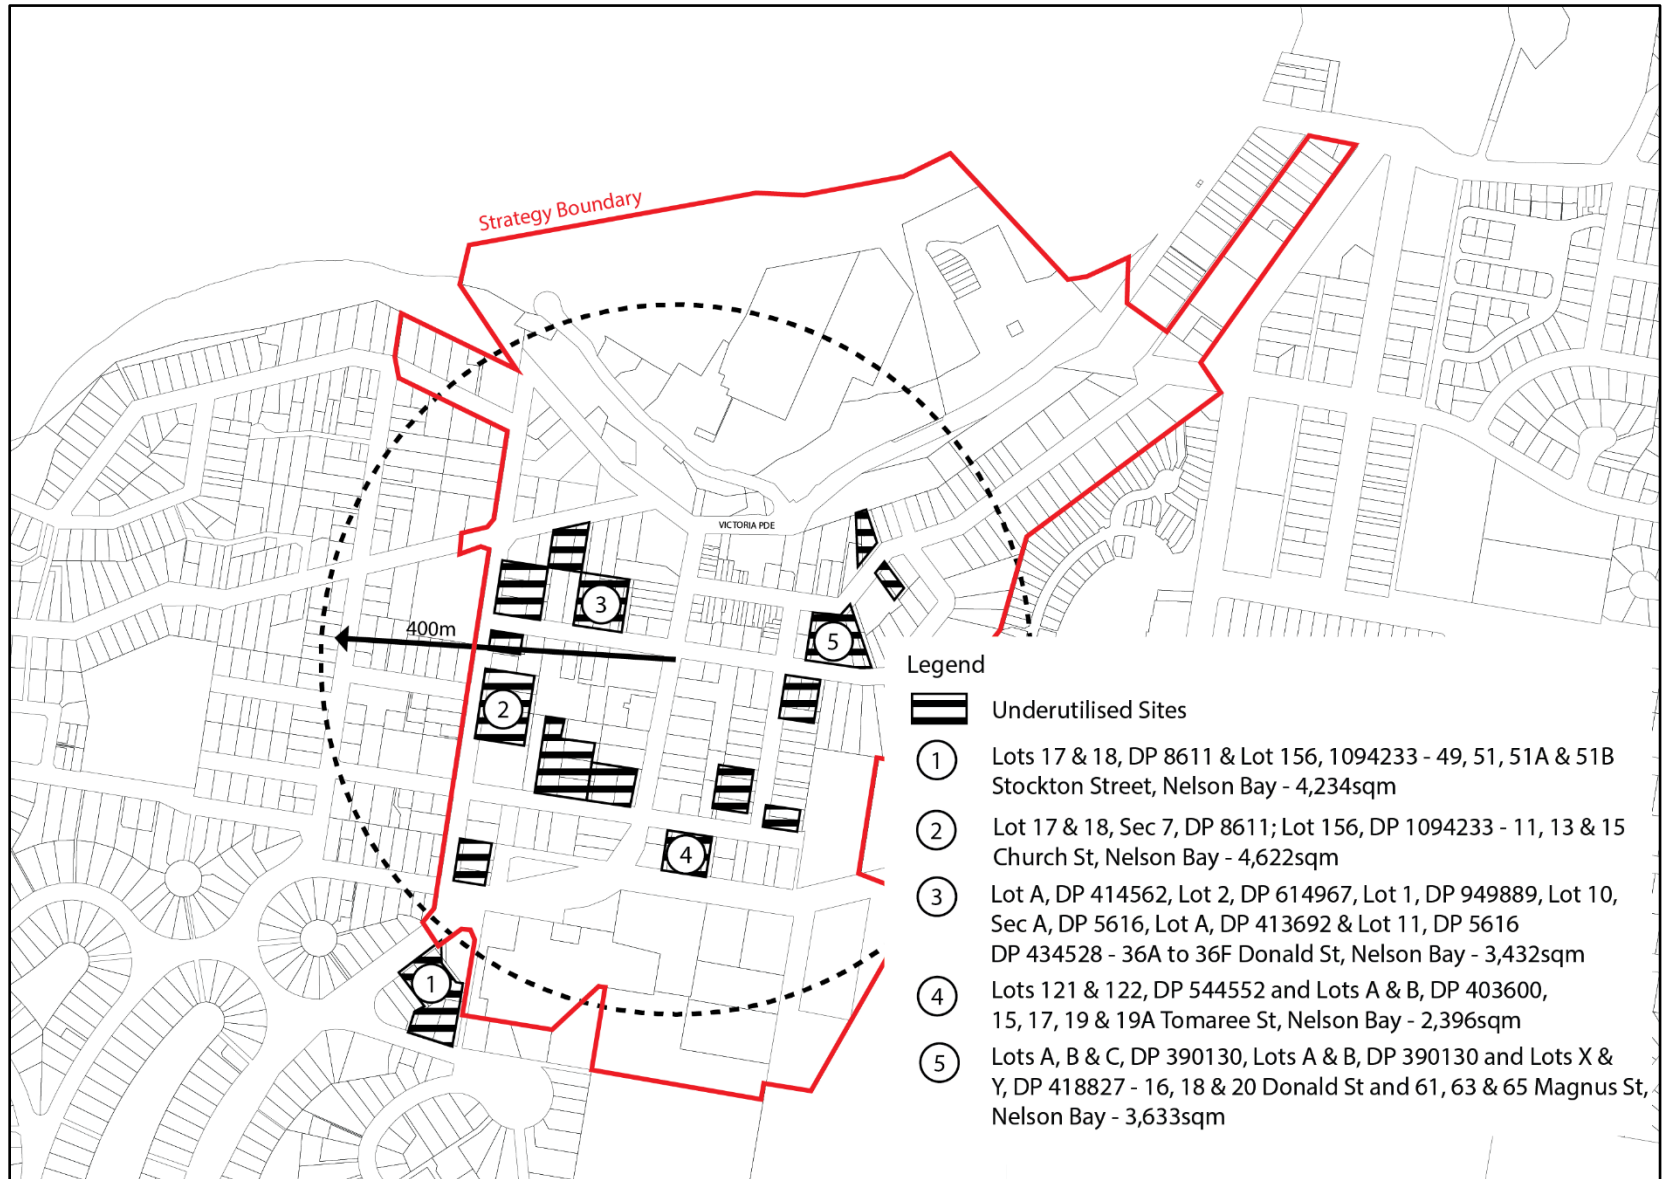 Strategy Boundary
VICTORIA PDE
3
400m
5
2
4
1
Legend
Underutilised Sites
1 Lots 17 & 18, DP 8611 & Lot 156, 1094233 - 49, 51, 51A & 51B
Stockton Street, Nelson Bay - 4,234sqm
2 Lot 17 & 18, Sec 7, DP 8611; Lot 156, DP 1094233 - 11, 13 & 15
Church St, Nelson Bay - 4,622sqm
3 Lot A, DP 414562, Lot 2, DP 614967, Lot 1, DP 949889, Lot 10,
Sec A, DP 5616, Lot A, DP 413692 & Lot 11, DP 5616
DP 434528 - 36A to 36F Donald St, Nelson Bay - 3,432sqm
4 Lots 121 & 122, DP 544552 and Lots A & B, DP 403600,
15, 17, 19 & 19A Tomaree St, Nelson Bay - 2,396sqm
5 Lots A, B & C, DP 390130, Lots A & B, DP 390130 and Lots X &
Y, DP 418827 - 16, 18 & 20 Donald St and 61, 63 & 65 Magnus St,
Nelson Bay - 3,633sqm